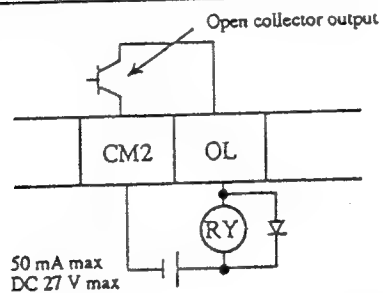 Open collector output
CM2 OL
RY
50 mA max
DC 27 V max